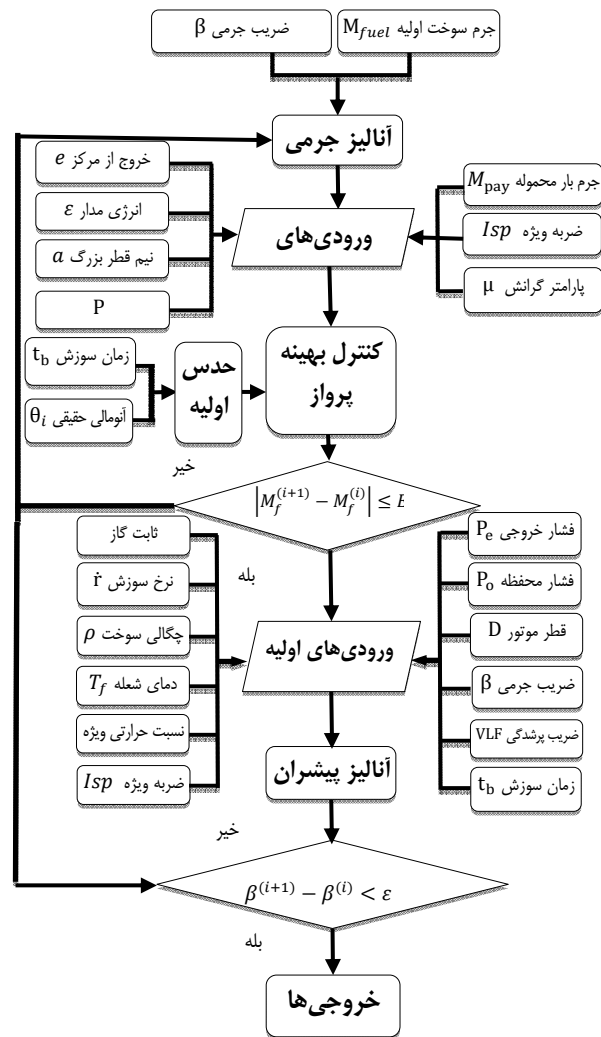 ضریب جرمی β
جرم سوخت اولیه M_fuel
آنالیز جرمی
خروج از مرکز e
انرژی مدار ε
نیم قطر بزرگ a
P
ورودی‌های
جرم بار محموله M_pay
ضربه ویژه Isp
پارامتر گرانش μ
زمان سوزش t_b
آنومالی حقیقی θ_i
حدس
اولیه
کنترل بهینه
پرواز
خیر
|M_f^(i+1) − M_f^(i)| ≤ E
بله
ثابت گاز
نرخ سوزش ṙ
چگالی سوخت ρ
دمای شعله T_f
نسبت حرارتی ویژه
ضربه ویژه Isp
ورودی‌های اولیه
فشار خروجی P_e
فشار محفظه P_o
قطر موتور D
ضریب جرمی β
ضریب پرشدگی VLF
زمان سوزش t_b
آنالیز پیشران
خیر
β^(i+1) − β^(i) < ε
بله
خروجی‌ها